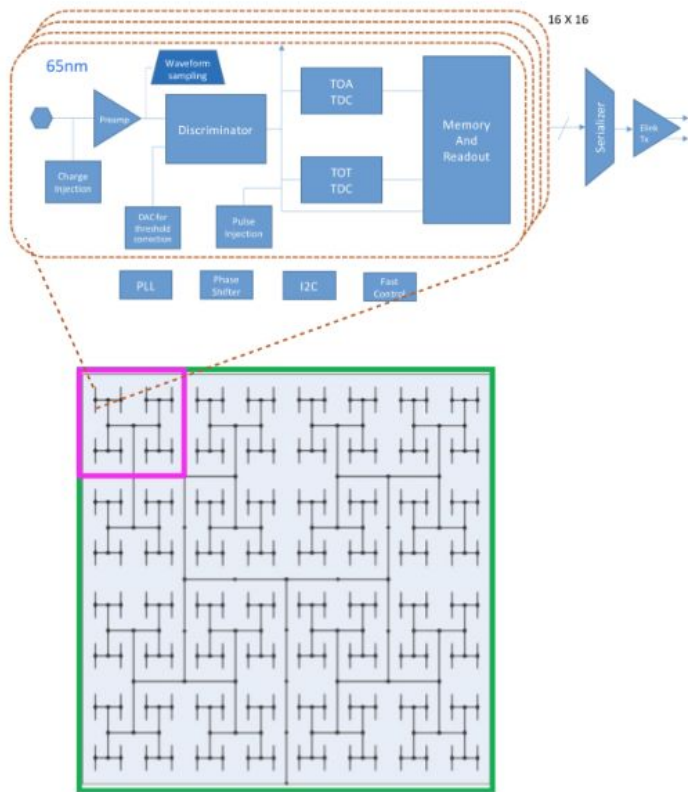 16 X 16
65nm
Waveform
sampling
Preamp
Discriminator
TOA
TDC
Memory
And
Readout
Serializer
Elink
Tx
Charge
Injection
TOT
TDC
DAC for
threshold
correction
Pulse
Injection
PLL
Phase
Shifter
I2C
Fast
Control